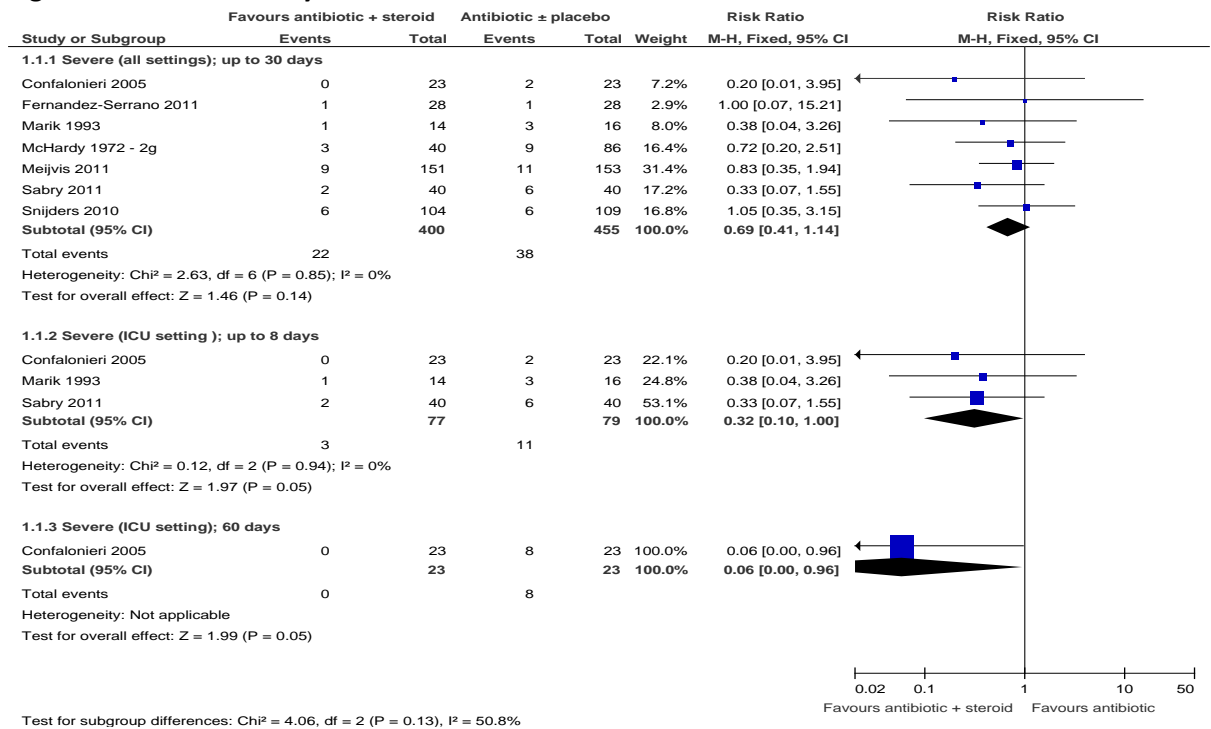 Favours antibiotic + steroid Antibiotic ± placebo Risk Ratio Risk Ratio
Study or Subgroup Events Total Events Total Weight M-H, Fixed, 95% CI M-H, Fixed, 95% CI
1.1.1 Severe (all settings); up to 30 days
Confalonieri 2005 0 23 2 23 7.2% 0.20 [0.01, 3.95]
Fernandez-Serrano 2011 1 28 1 28 2.9% 1.00 [0.07, 15.21]
Marik 1993 1 14 3 16 8.0% 0.38 [0.04, 3.26]
McHardy 1972 - 2g 3 40 9 86 16.4% 0.72 [0.20, 2.51]
Meijvis 2011 9 151 11 153 31.4% 0.83 [0.35, 1.94]
Sabry 2011 2 40 6 40 17.2% 0.33 [0.07, 1.55]
Snijders 2010 6 104 6 109 16.8% 1.05 [0.35, 3.15]
Subtotal (95% CI) 400 455 100.0% 0.69 [0.41, 1.14]
Total events 22 38
Heterogeneity: Chi² = 2.63, df = 6 (P = 0.85); I² = 0%
Test for overall effect: Z = 1.46 (P = 0.14)
1.1.2 Severe (ICU setting ); up to 8 days
Confalonieri 2005 0 23 2 23 22.1% 0.20 [0.01, 3.95]
Marik 1993 1 14 3 16 24.8% 0.38 [0.04, 3.26]
Sabry 2011 2 40 6 40 53.1% 0.33 [0.07, 1.55]
Subtotal (95% CI) 77 79 100.0% 0.32 [0.10, 1.00]
Total events 3 11
Heterogeneity: Chi² = 0.12, df = 2 (P = 0.94); I² = 0%
Test for overall effect: Z = 1.97 (P = 0.05)
1.1.3 Severe (ICU setting); 60 days
Confalonieri 2005 0 23 8 23 100.0% 0.06 [0.00, 0.96]
Subtotal (95% CI) 23 23 100.0% 0.06 [0.00, 0.96]
Total events 0 8
Heterogeneity: Not applicable
Test for overall effect: Z = 1.99 (P = 0.05)
0.02 0.1 1 10 50
Favours antibiotic + steroid Favours antibiotic
Test for subgroup differences: Chi² = 4.06, df = 2 (P = 0.13), I² = 50.8%